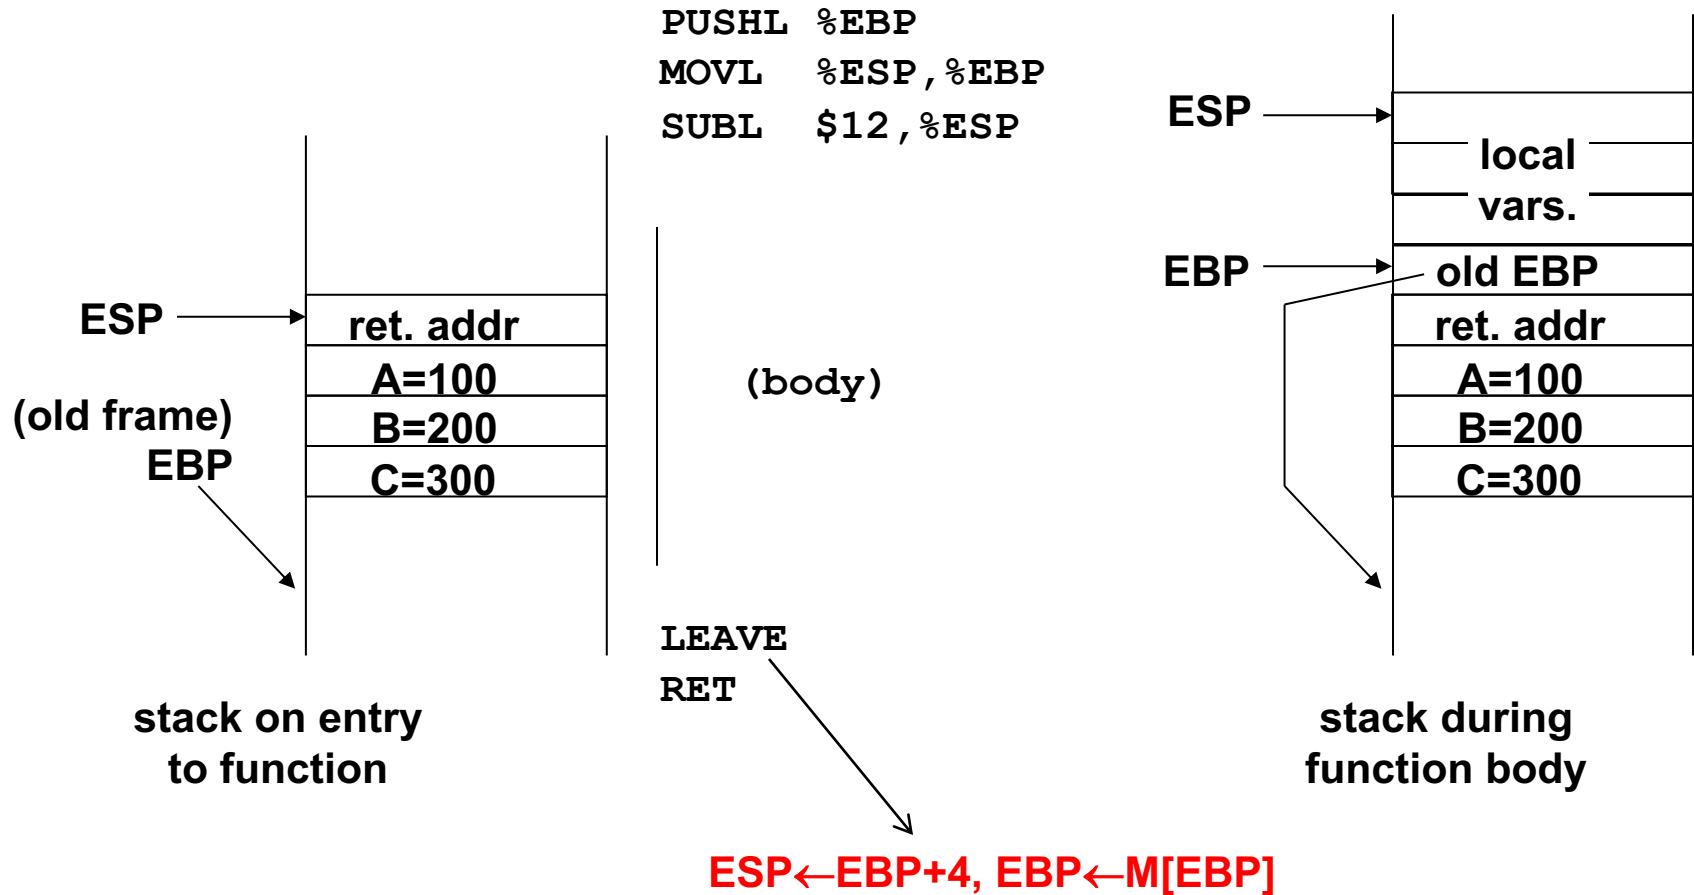 PUSHL %EBP
MOVL %ESP,%EBP
SUBL $12,%ESP
ESP
ret. addr
A=100
(old frame)
B=200
EBP
C=300
stack on entry
to function
(body)
LEAVE
RET
ESP←EBP+4, EBP←M[EBP]
ESP
local
vars.
EBP
old EBP
ret. addr
A=100
B=200
C=300
stack during
function body